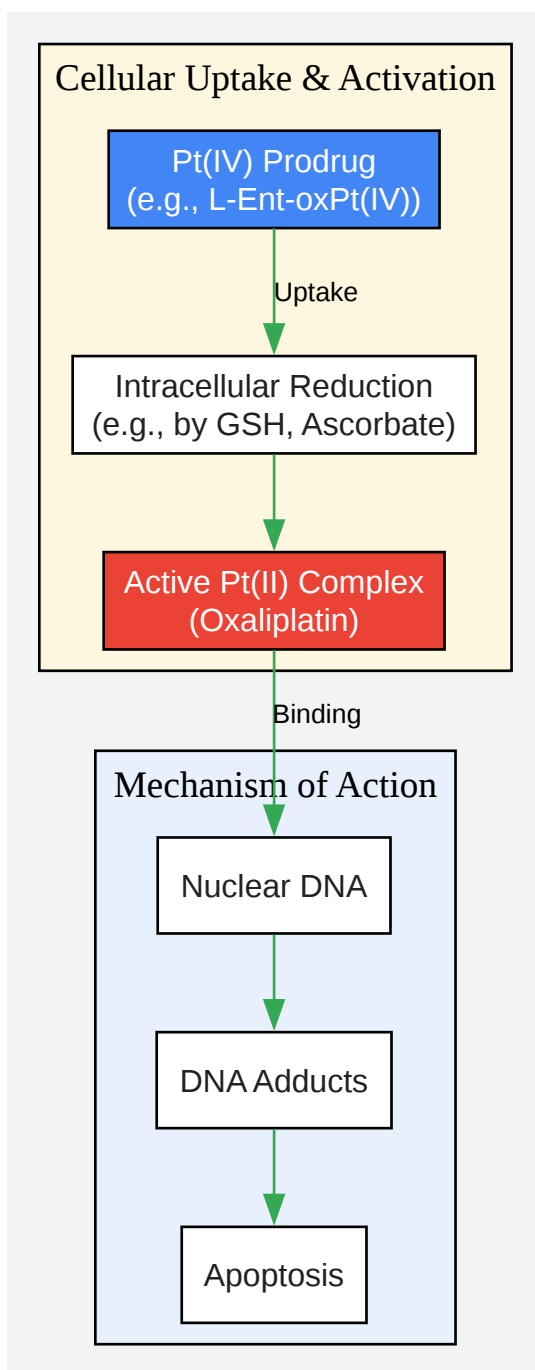 Cellular Uptake & Activation
Pt(IV) Prodrug
(e.g., L-Ent-oxPt(IV))
Uptake
Intracellular Reduction
(e.g., by GSH, Ascorbate)
Active Pt(II) Complex
(Oxaliplatin)
Binding
Mechanism of Action
Nuclear DNA
DNA Adducts
Apoptosis